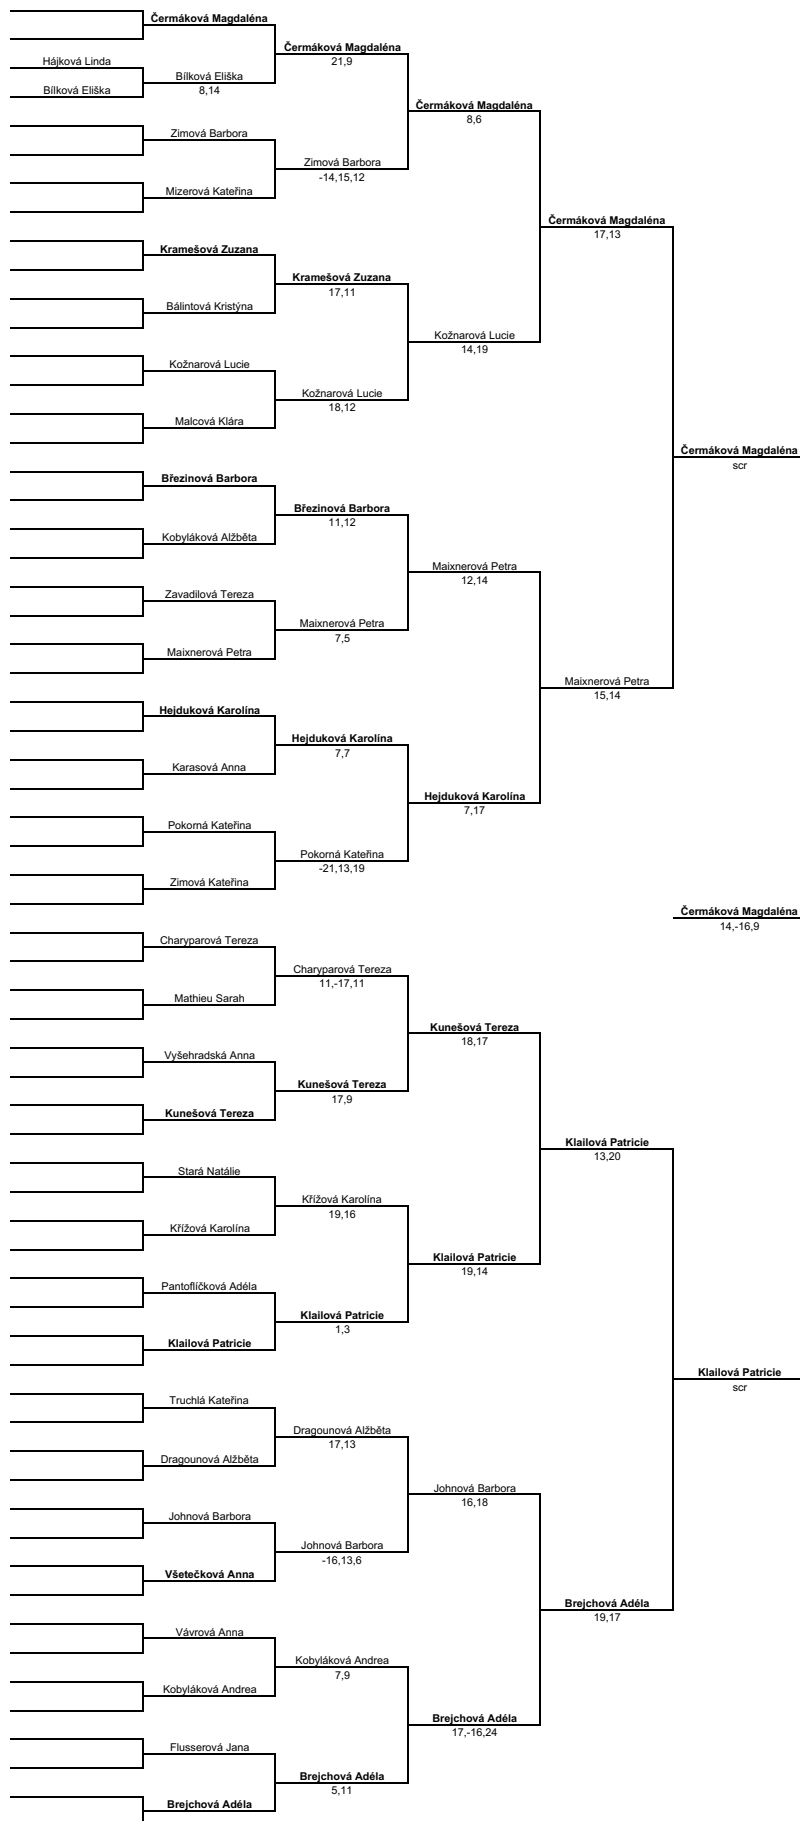 Čermáková Magdaléna
Čermáková Magdaléna
Hájková Linda
21,9
Bílková Eliška
Bílková Eliška
8,14
Čermáková Magdaléna
8,6
Zimová Barbora
Zimová Barbora
-14,15,12
Mizerová Kateřina
Čermáková Magdaléna
17,13
Kramešová Zuzana
Kramešová Zuzana
17,11
Bálintová Kristýna
Kožnarová Lucie
14,19
Kožnarová Lucie
Kožnarová Lucie
18,12
Malcová Klára
Čermáková Magdaléna
scr
Březinová Barbora
Březinová Barbora
11,12
Kobyláková Alžběta
Maixnerová Petra
12,14
Zavadilová Tereza
Maixnerová Petra
7,5
Maixnerová Petra
Maixnerová Petra
15,14
Hejduková Karolína
Hejduková Karolína
7,7
Karasová Anna
Hejduková Karolína
7,17
Pokorná Kateřina
Pokorná Kateřina
-21,13,19
Zimová Kateřina
Čermáková Magdaléna
14,-16,9
Charyparová Tereza
Charyparová Tereza
11,-17,11
Mathieu Sarah
Kunešová Tereza
18,17
Vyšehradská Anna
Kunešová Tereza
17,9
Kunešová Tereza
Klailová Patricie
13,20
Stará Natálie
Křížová Karolína
19,16
Křížová Karolína
Klailová Patricie
19,14
Pantoflíčková Adéla
Klailová Patricie
1,3
Klailová Patricie
Klailová Patricie
scr
Truchlá Kateřina
Dragounová Alžběta
17,13
Dragounová Alžběta
Johnová Barbora
16,18
Johnová Barbora
Johnová Barbora
-16,13,6
Všetečková Anna
Brejchová Adéla
19,17
Vávrová Anna
Kobyláková Andrea
7,9
Kobyláková Andrea
Brejchová Adéla
17,-16,24
Flusserová Jana
Brejchová Adéla
5,11
Brejchová Adéla